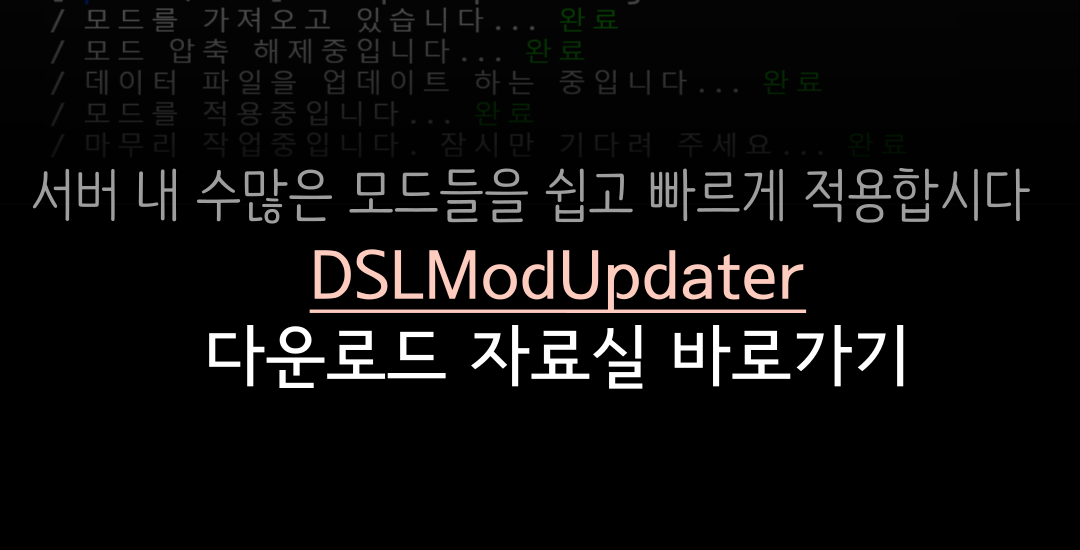 / 모드를 가져오고 있습니다... 완료
/ 모드 압축 해제중입니다... 완료
/ 데이터 파일을 업데이트 하는 중입니다... 완료
/ 모드를 적용중입니다... 완료
/ 마무리 작업중입니다. 잠시만 기다려 주세요... 완료
서버 내 수많은 모드들을 쉽고 빠르게 적용합시다
DSLModUpdater
다운로드 자료실 바로가기